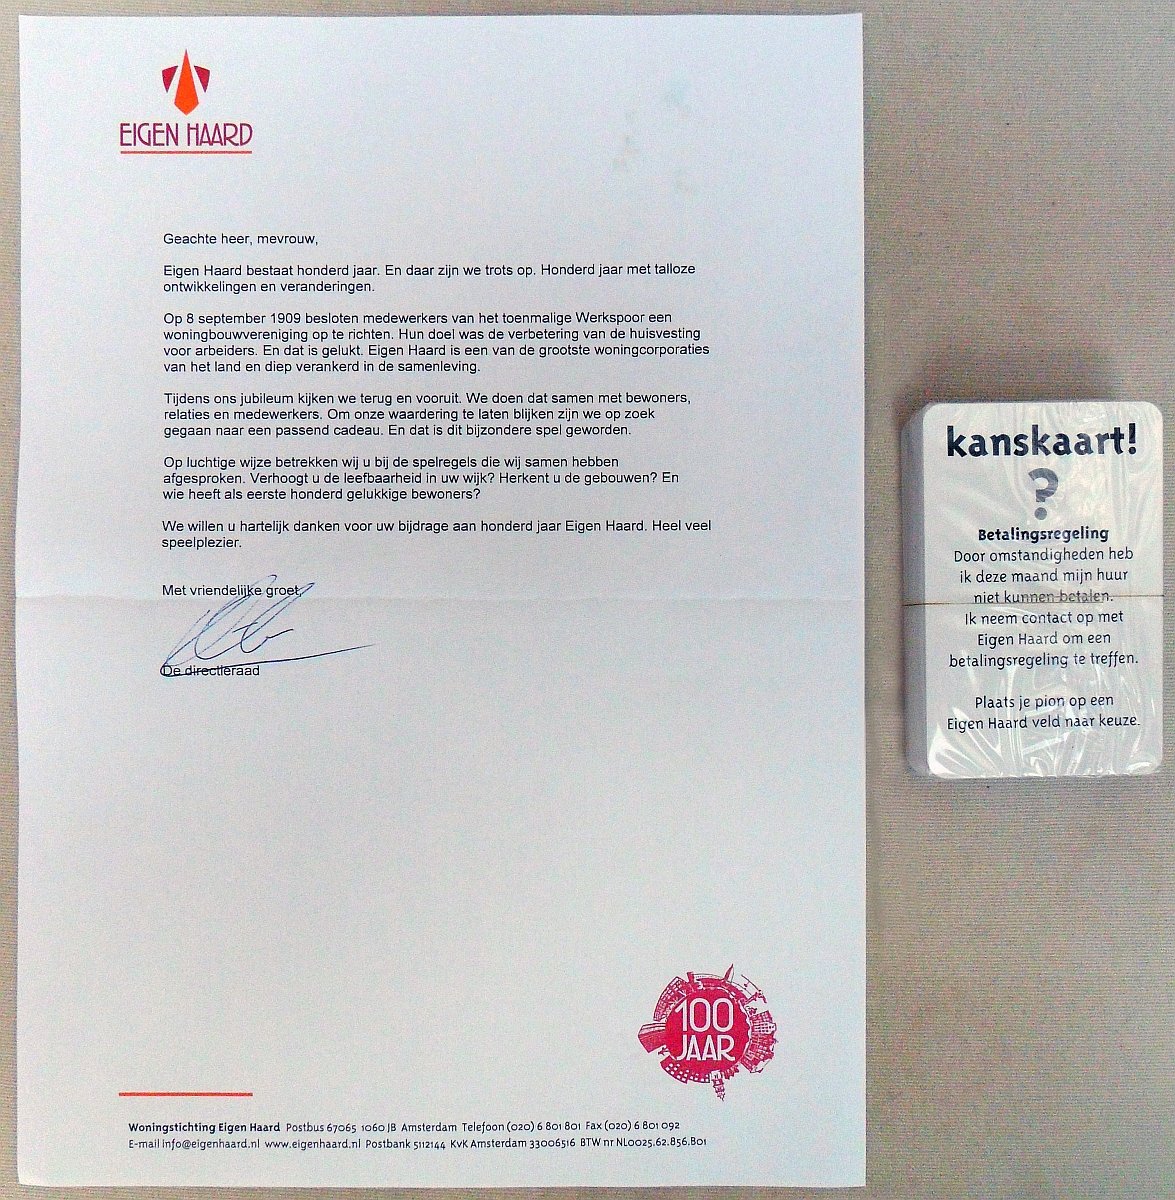 EIGEN HAARD
Geachte heer, mevrouw,
Eigen Haard bestaat honderd jaar. En daar zijn we trots op. Honderd jaar met talloze
ontwikkelingen en veranderingen.
Op 8 september 1909 besloten medewerkers van het toenmalige Werkspoor een
woningbouwvereniging op te richten. Hun doel was de verbetering van de huisvesting
voor arbeiders. En dat is gelukt. Eigen Haard is een van de grootste woningcorporaties
van het land en diep verankerd in de samenleving.
Tijdens ons jubileum kijken we terug en vooruit. We doen dat samen met bewoners,
relaties en medewerkers. Om onze waardering te laten blijken zijn we op zoek
gegaan naar een passend cadeau. En dat is dit bijzondere spel geworden.
Op luchtige wijze betrekken wij u bij de spelregels die wij samen hebben
afgesproken. Verhoogt u de leefbaarheid in uw wijk? Herkent u de gebouwen? En
wie heeft als eerste honderd gelukkige bewoners?
We willen u hartelijk danken voor uw bijdrage aan honderd jaar Eigen Haard. Heel veel
speelplezier.
Met vriendelijke groet,
De directieraad
100
JAAR
Woningstichting Eigen Haard Postbus 67065 1060 JB Amsterdam Telefoon (020) 6 801 801 Fax (020) 6 801 092
E-mail info@eigenhaard.nl www.eigenhaard.nl Postbank 5112144 KvK Amsterdam 33006516 BTW nr NL0025.62.856.B01
kanskaart!
?
Betalingsregeling
Door omstandigheden heb
ik deze maand mijn huur
niet kunnen betalen.
Ik neem contact op met
Eigen Haard om een
betalingsregeling te treffen.
Plaats je pion op een
Eigen Haard veld naar keuze.